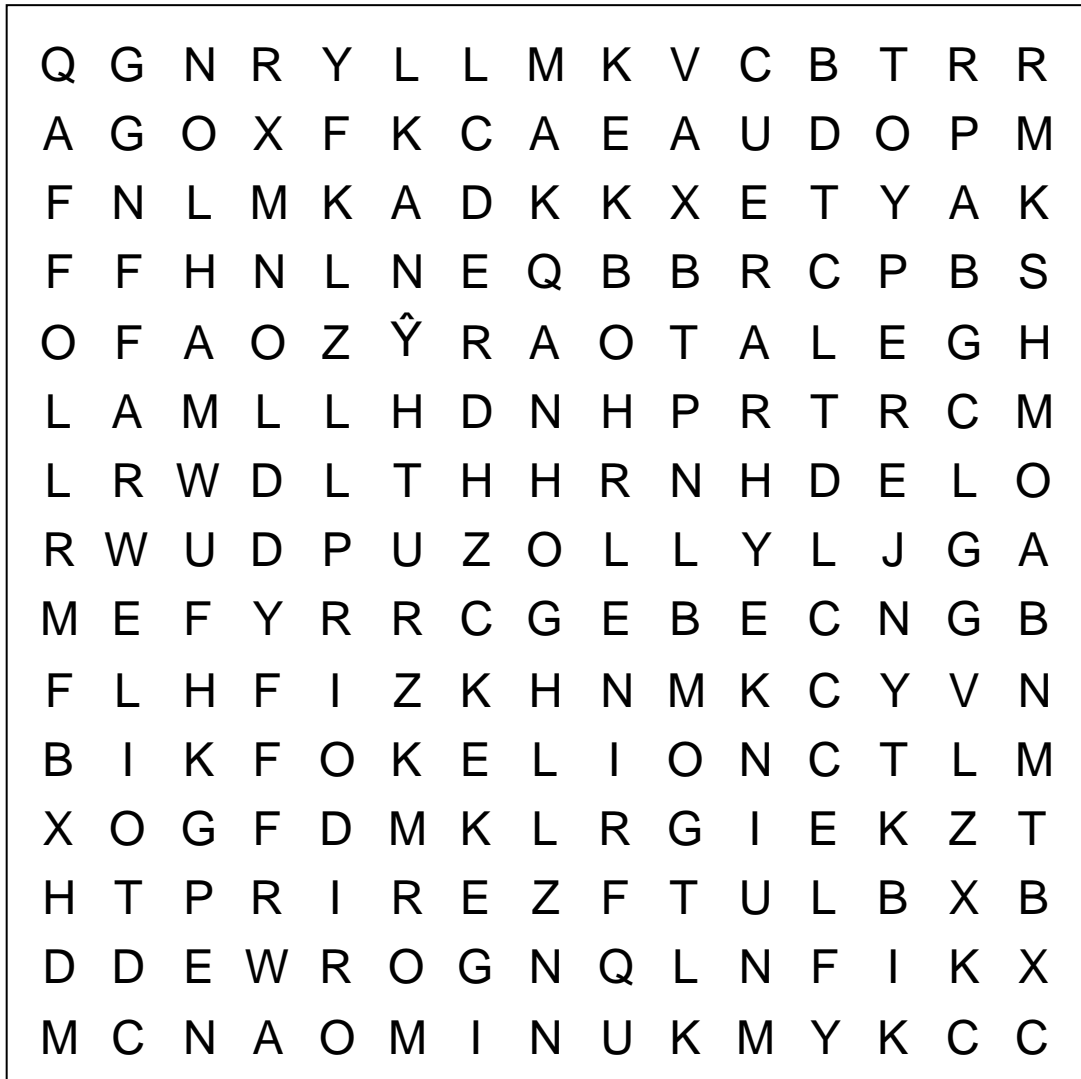 Q G N R Y L L M K V C B T R R
A G O X F K C A E A U D O P M
F N L M K A D K K X E T Y A K
F F H N L N E Q B B R C P B S
O F A O Z Ŷ R A O T A L E G H
L A M L L H D N H P R T R C M
L R W D L T H H R N H D E L O
R W U D P U Z O L L Y L J G A
M E F Y R R C G E B E C N G B
F L H F I Z K H N M K C Y V N
B I K F O K E L I O N C T L M
X O G F D M K L R G I E K Z T
H T P R I R E Z F T U L B X B
D D E W R O G N Q L N F I K X
M C N A O M I N U K M Y K C C